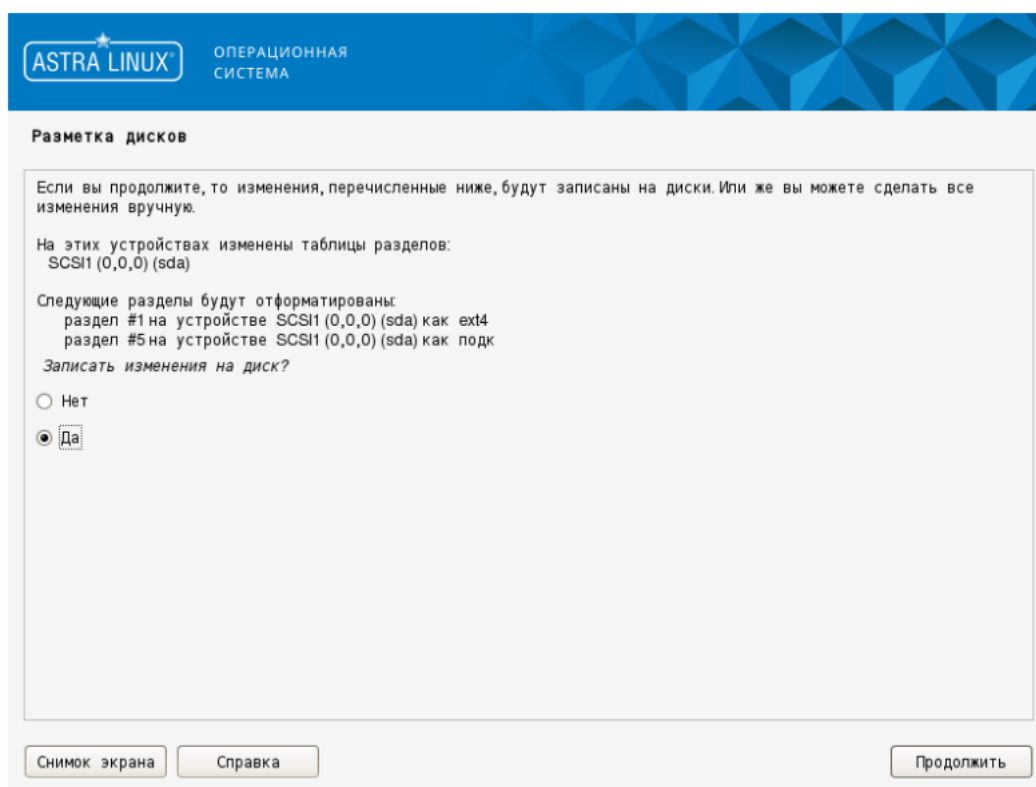 ASTRA LINUX®
ОПЕРАЦИОННАЯ
СИСТЕМА
Разметка дисков
Если вы продолжите, то изменения, перечисленные ниже, будут записаны на диски. Или же вы можете сделать все
изменения вручную.
На этих устройствах изменены таблицы разделов:
SCSI1 (0,0,0) (sda)
Следующие разделы будут отформатированы:
раздел #1 на устройстве SCSI1 (0,0,0) (sda) как ext4
раздел #5 на устройстве SCSI1 (0,0,0) (sda) как подк
Записать изменения на диск?
Нет
Да
Снимок экрана
Справка
Продолжить